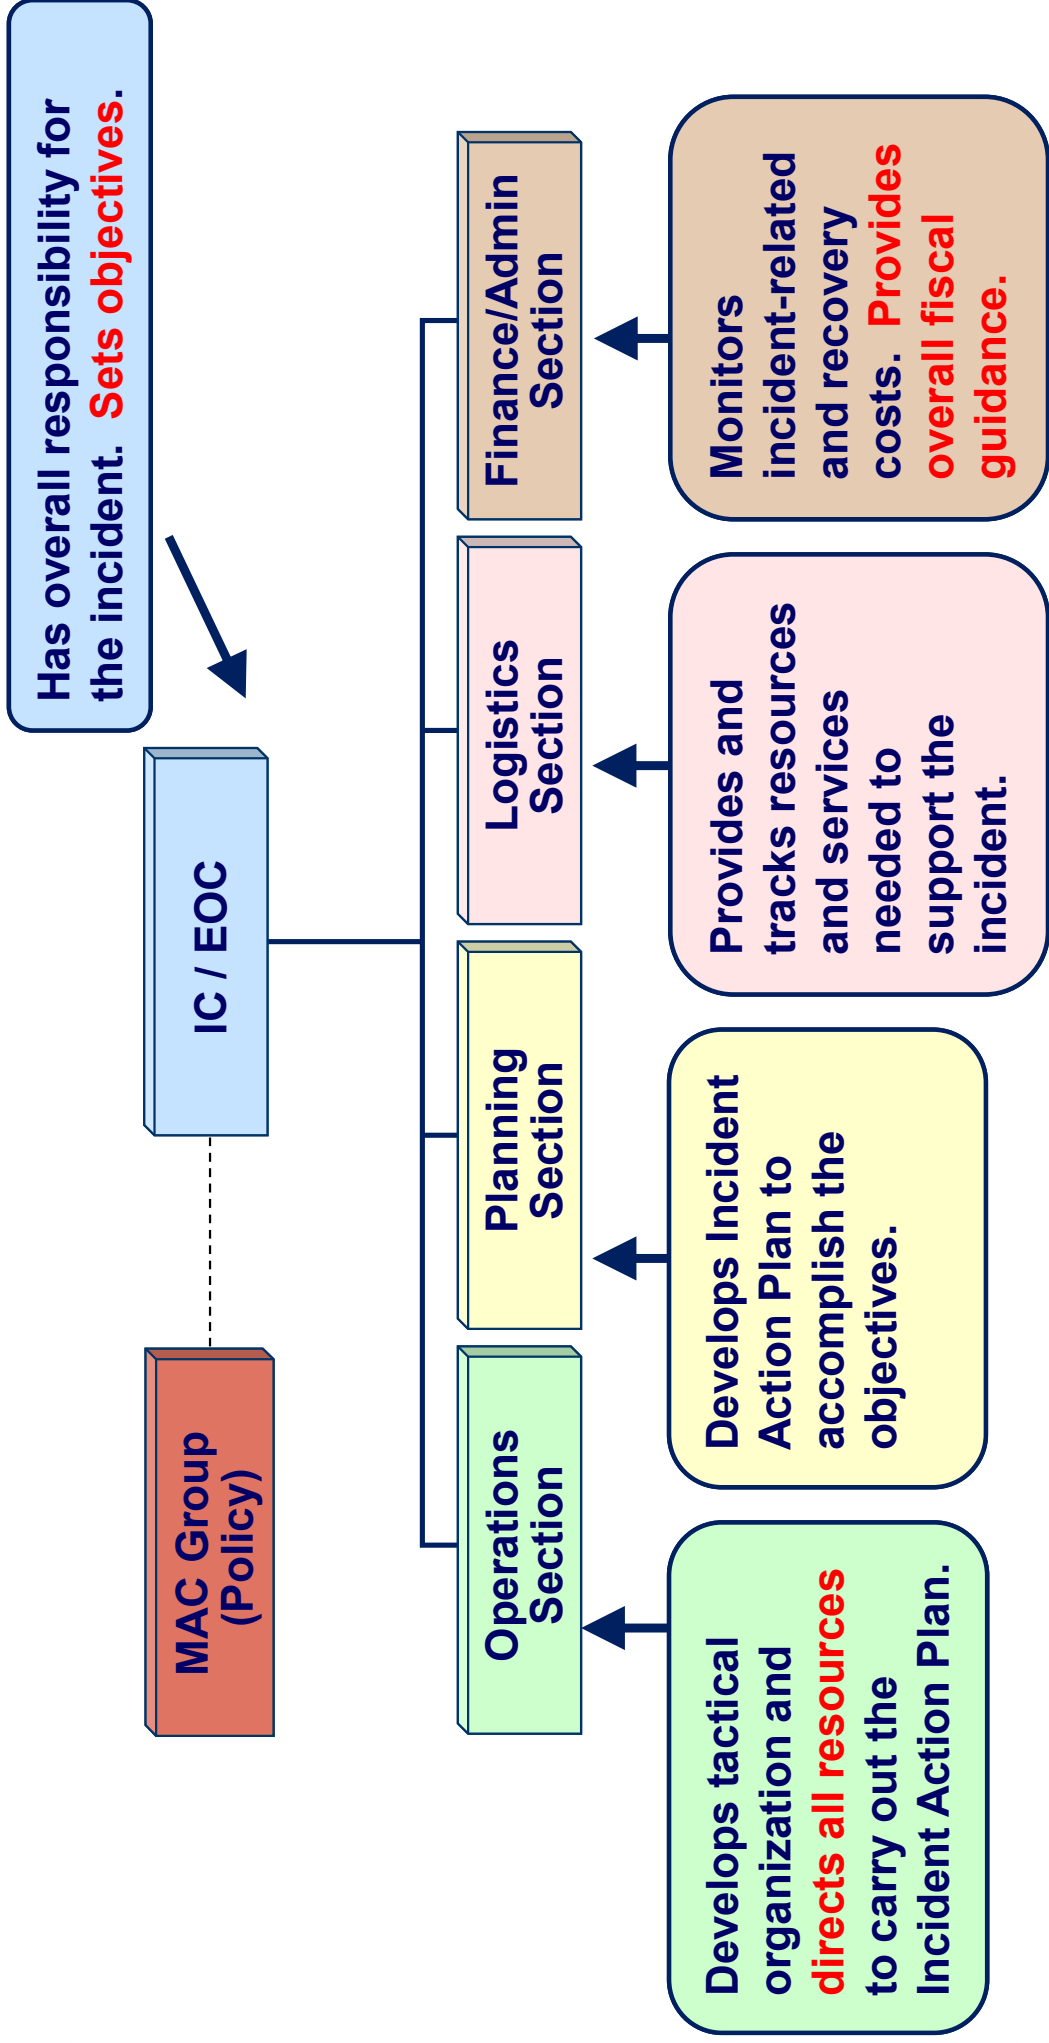 Has overall responsibility for
the incident.  Sets objectives.
MAC Group
(Policy)
IC / EOC
Operations
Section
Planning
Section
Logistics
Section
Finance/Admin
Section
Develops tactical
organization and
directs all resources
to carry out the
Incident Action Plan.
Develops Incident
Action Plan to
accomplish the
objectives.
Provides and
tracks resources
and services
needed to
support the
incident.
Monitors
incident-related
and recovery
costs.  Provides
overall fiscal
guidance.